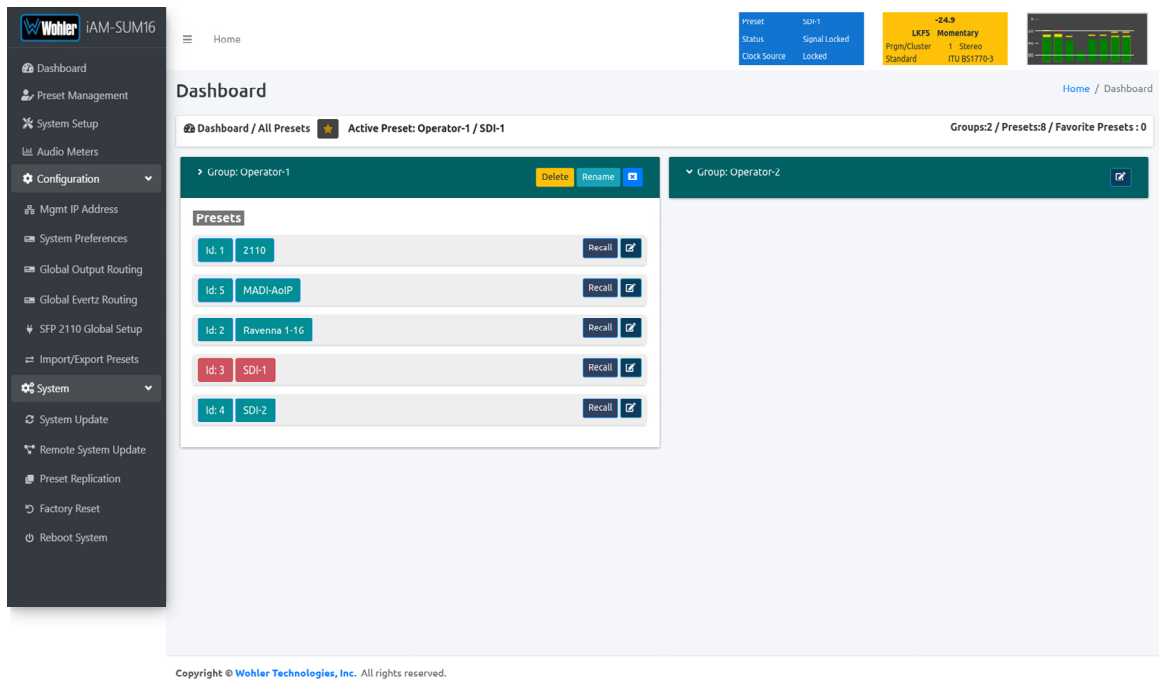 Wohler iAM-SUM16
Home
Preset SDI-1
Status Signal Locked
Clock Source Locked
-24.9
LKFS Momentary
Prgm/Cluster 1 Stereo
Standard ITU BS1770-3
Dashboard
Preset Management
System Setup
Audio Meters
Configuration
Mgmt IP Address
System Preferences
Global Output Routing
Global Evertz Routing
SFP 2110 Global Setup
Import/Export Presets
System
System Update
Remote System Update
Preset Replication
Factory Reset
Reboot System
Dashboard
Home / Dashboard
Dashboard / All Presets
Active Preset: Operator-1 / SDI-1
Groups:2 / Presets:8 / Favorite Presets : 0
Group: Operator-1
Delete Rename
Group: Operator-2
Presets
Id: 1 2110 Recall
Id: 5 MADI-AoIP Recall
Id: 2 Ravenna 1-16 Recall
Id: 3 SDI-1 Recall
Id: 4 SDI-2 Recall
Copyright © Wohler Technologies, Inc. All rights reserved.